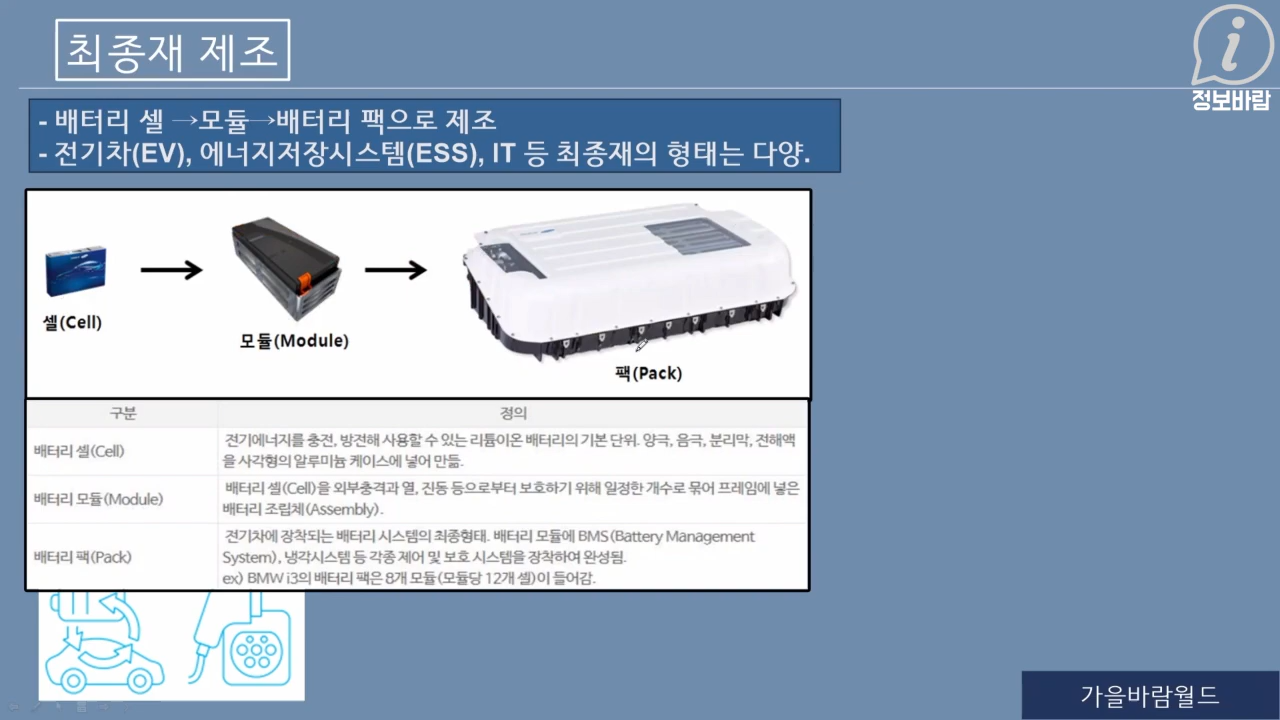 최종재 제조
정보바람
- 배터리 셀 →모듈→배터리 팩으로 제조
- 전기차(EV), 에너지저장시스템(ESS), IT 등 최종재의 형태는 다양.
셀(Cell)
모듈(Module)
팩(Pack)
구분 정의
배터리 셀(Cell)
전기에너지를 충전, 방전해 사용할 수 있는 리튬이온 배터리의 기본 단위. 양극, 음극, 분리막, 전해액
을 사각형의 알루미늄 케이스에 넣어 만듦.
배터리 모듈(Module)
배터리 셀(Cell)을 외부충격과 열, 진동 등으로부터 보호하기 위해 일정한 개수로 묶어 프레임에 넣은
배터리 조립체(Assembly).
배터리 팩(Pack)
전기차에 장착되는 배터리 시스템의 최종형태. 배터리 모듈에 BMS(Battery Management
System), 냉각시스템 등 각종 제어 및 보호 시스템을 장착하여 완성됨.
ex) BMW i3의 배터리 팩은 8개 모듈(모듈당 12개 셀)이 들어감.
가을바람월드